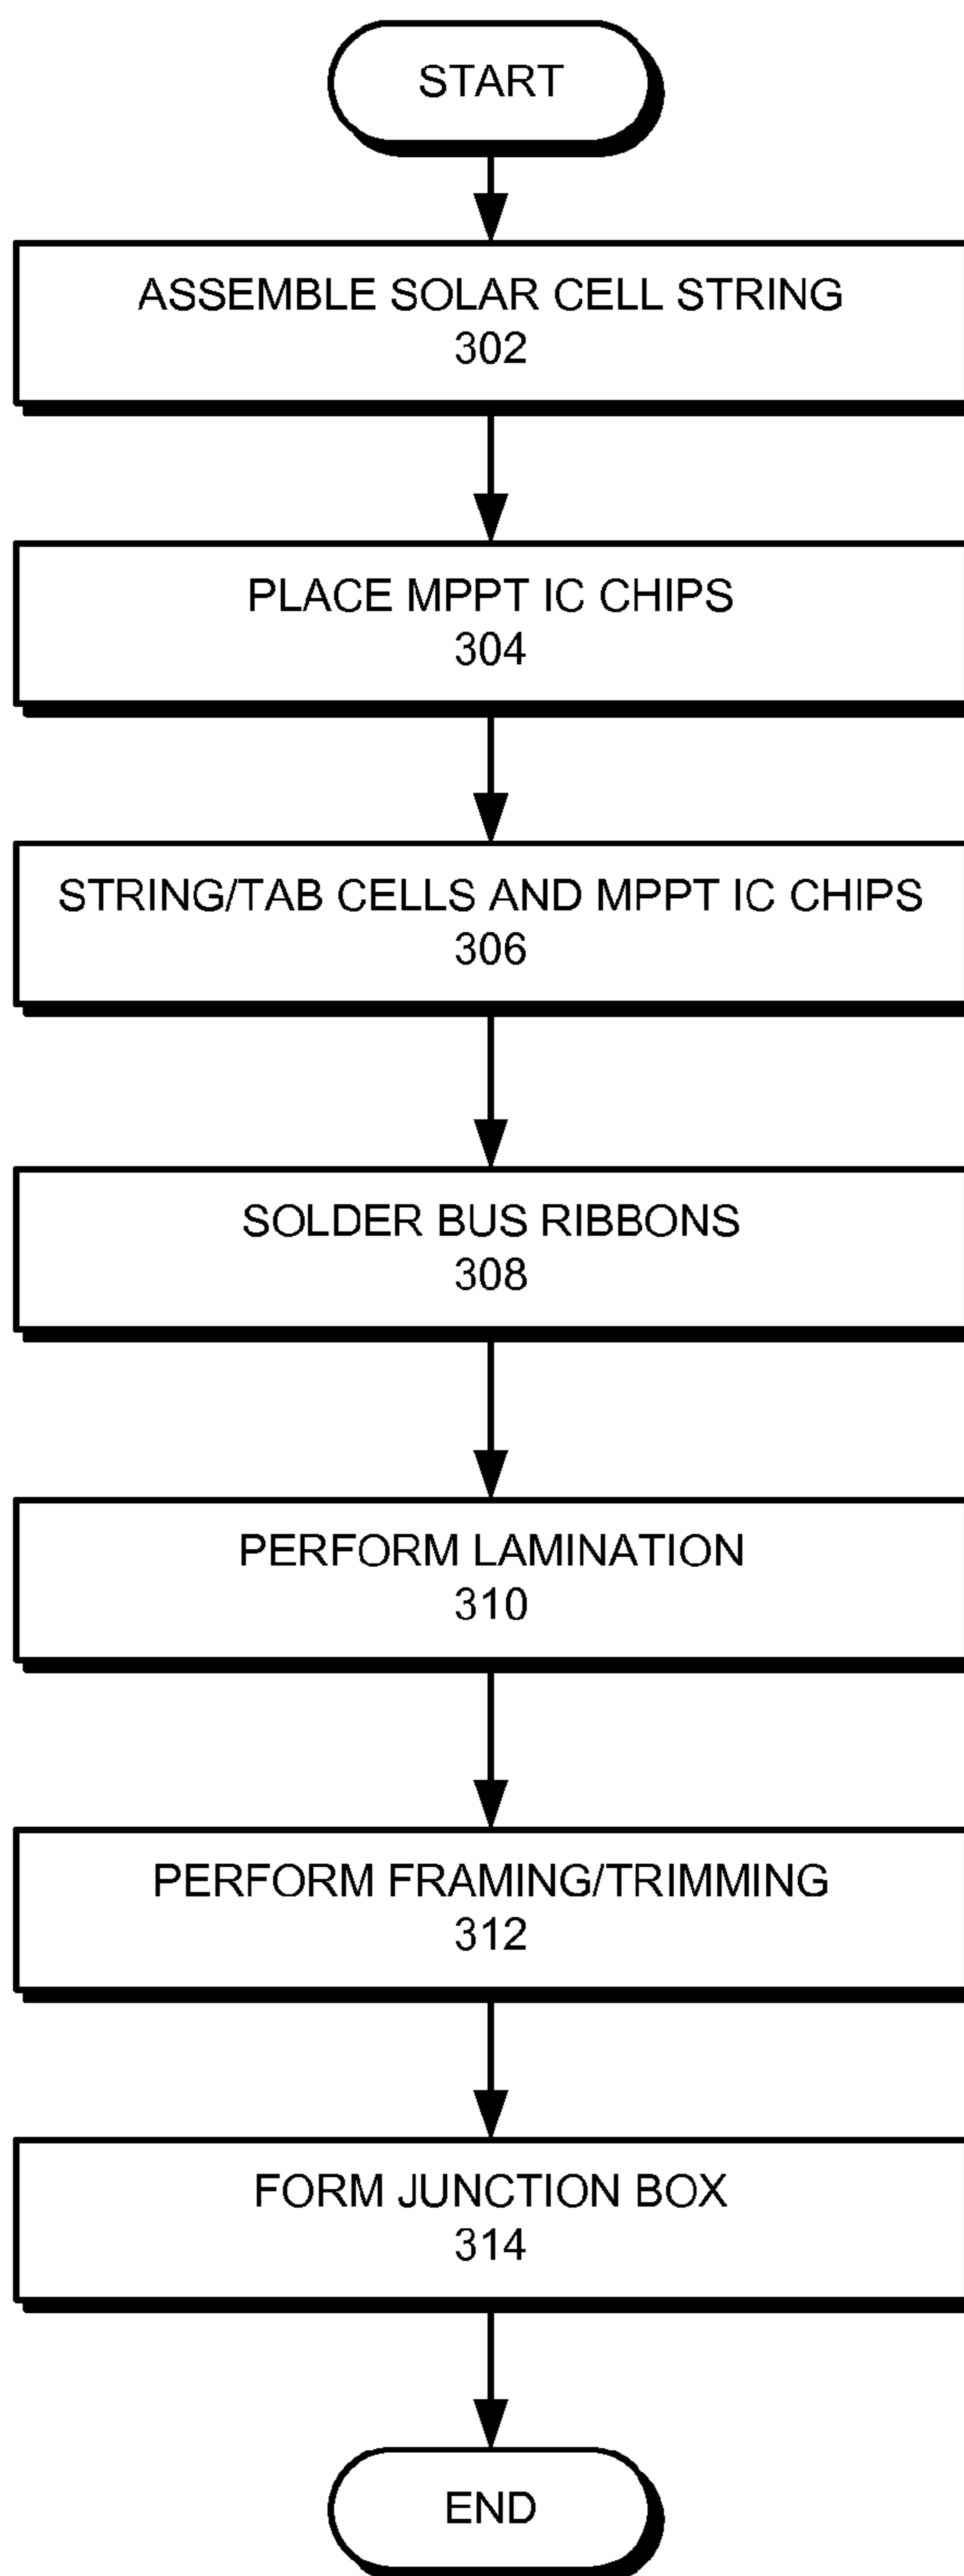 START
ASSEMBLE SOLAR CELL STRING
302
PLACE MPPT IC CHIPS
304
STRING/TAB CELLS AND MPPT IC CHIPS
306
SOLDER BUS RIBBONS
308
PERFORM LAMINATION
310
PERFORM FRAMING/TRIMMING
312
FORM JUNCTION BOX
314
END